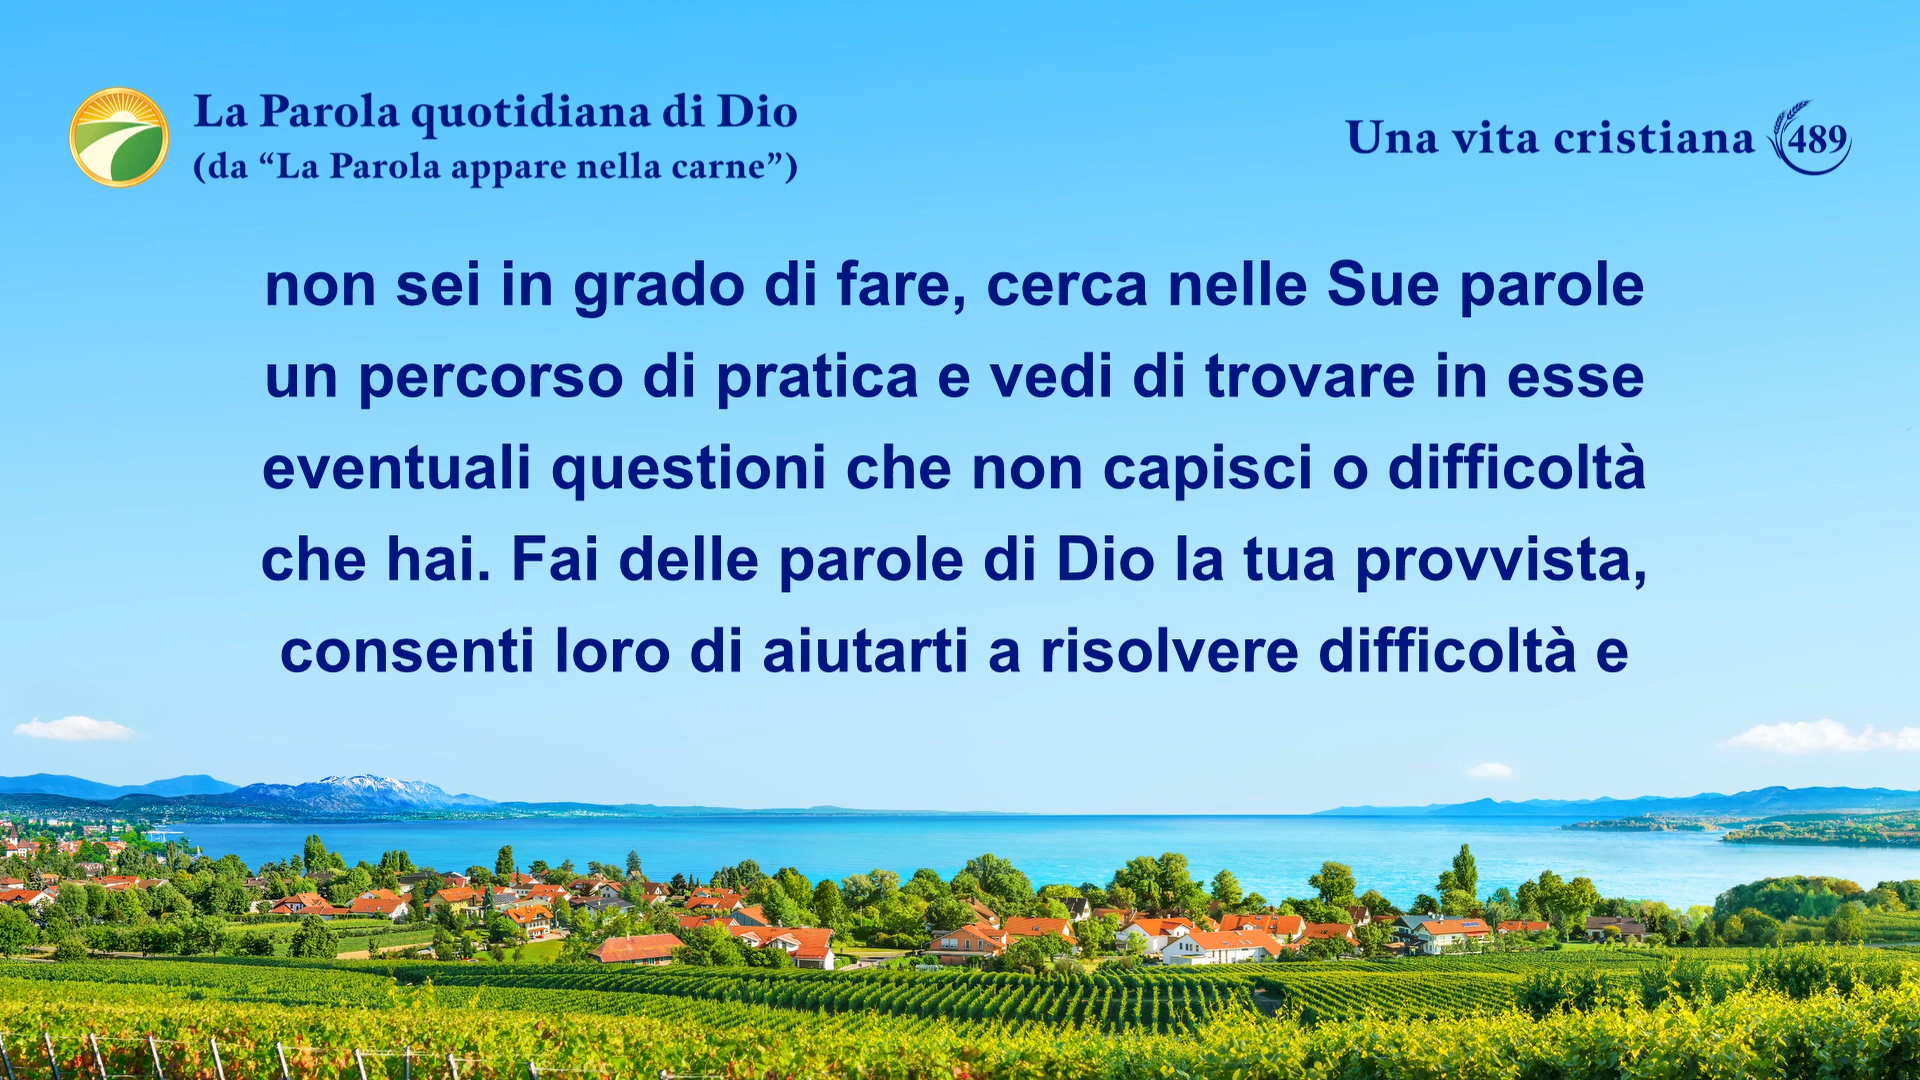 La Parola quotidiana di Dio
(da “La Parola appare nella carne”)
Una vita cristiana 489
non sei in grado di fare, cerca nelle Sue parole
un percorso di pratica e vedi di trovare in esse
eventuali questioni che non capisci o difficoltà
che hai. Fai delle parole di Dio la tua provvista,
consenti loro di aiutarti a risolvere difficoltà e